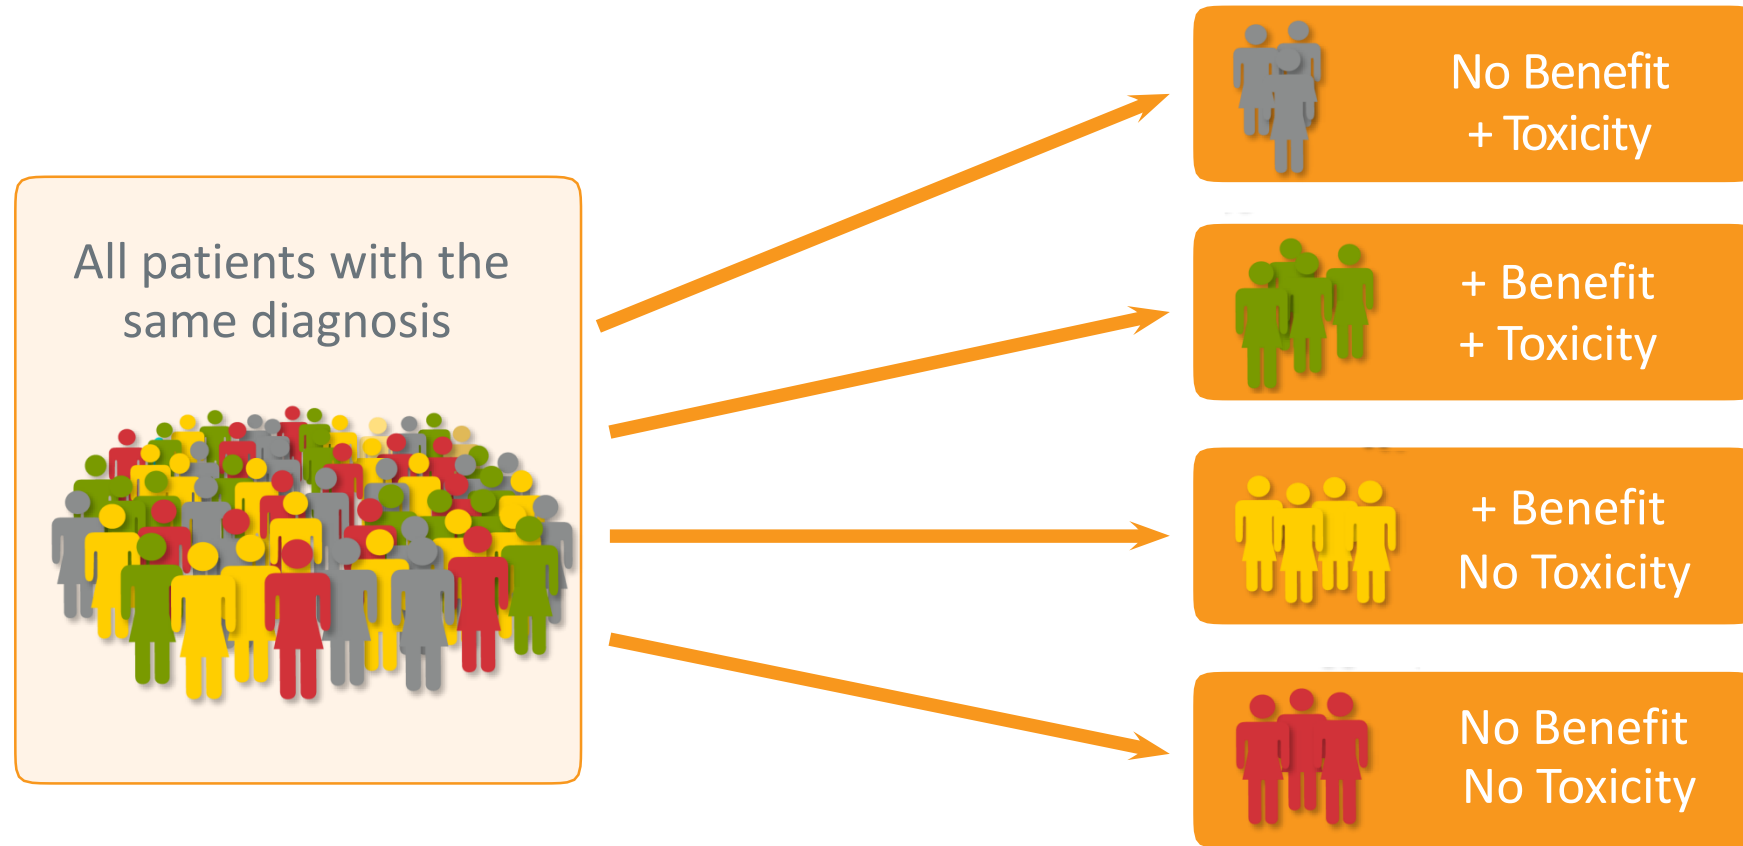 All patients with the
same diagnosis
No Benefit
+ Toxicity
+ Benefit
+ Toxicity
+ Benefit
No Toxicity
No Benefit
No Toxicity